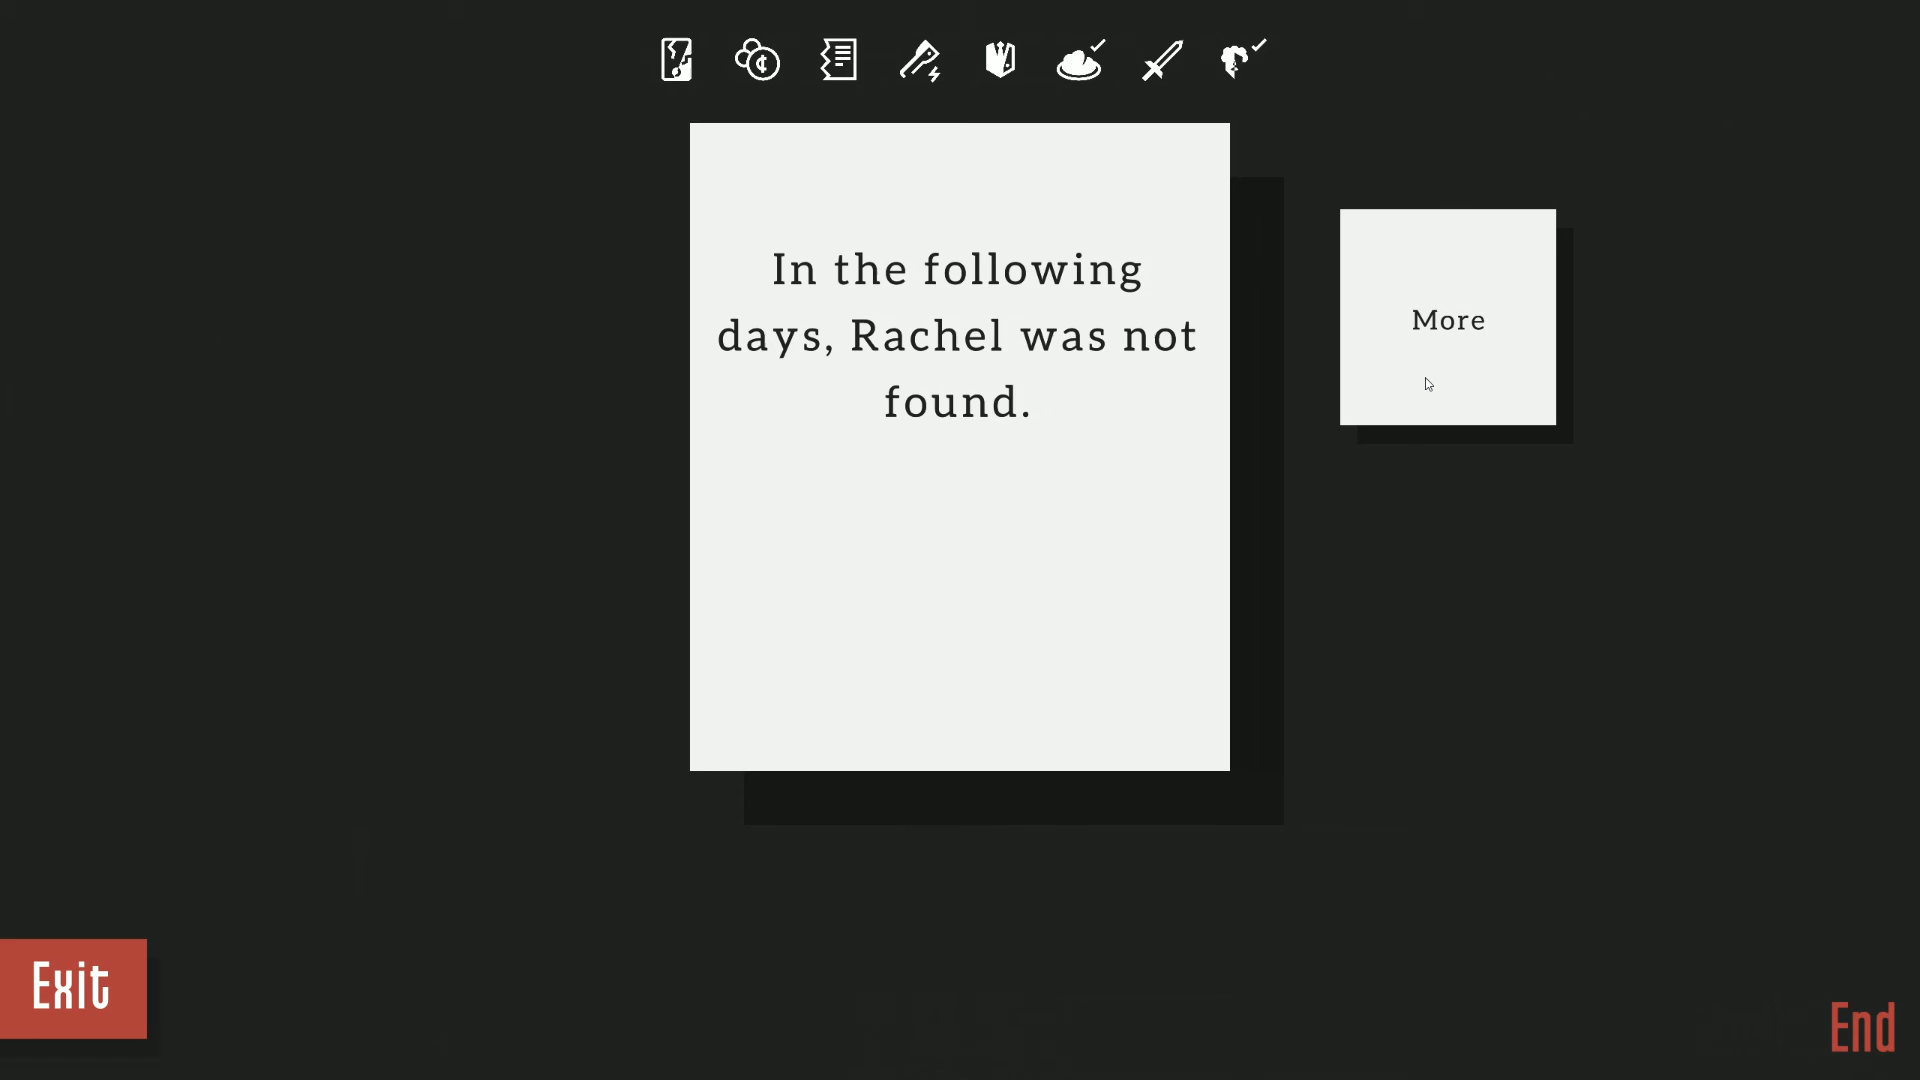 In the following
days, Rachel was not
found.
More
Exit
End